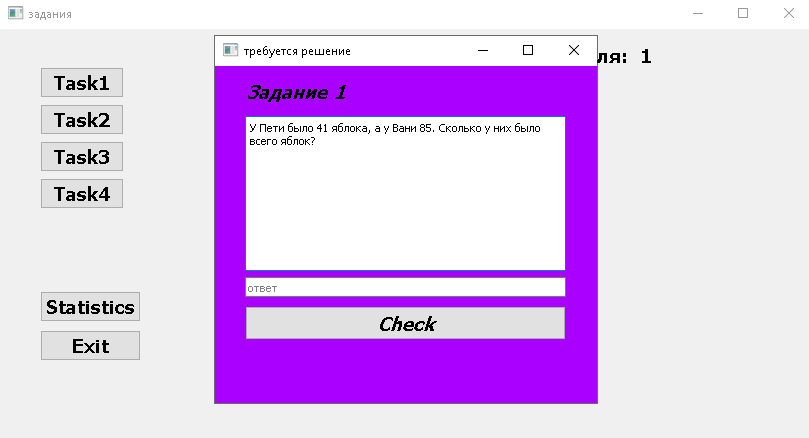 задания
Task1
Task2
Task3
Task4
Statistics
Exit
ля: 1
требуется решение
Задание 1
У Пети было 41 яблока, а у Вани 85. Сколько у них было
всего яблок?
ответ
Check